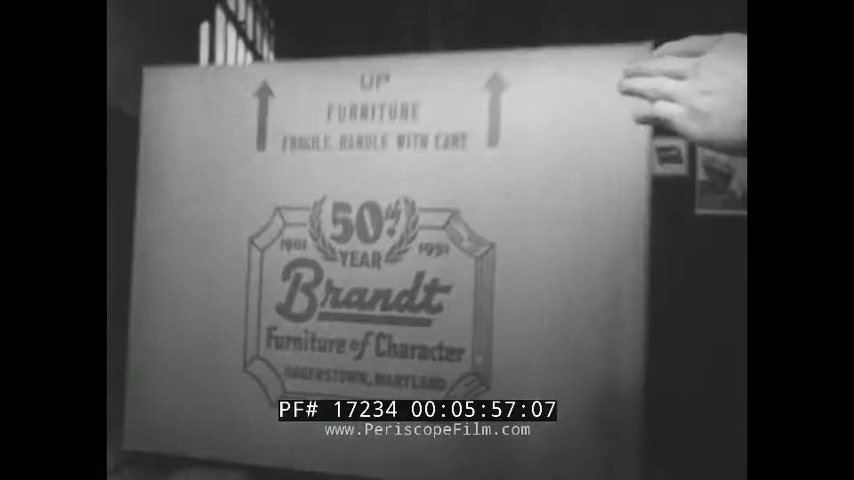 UP
FURNITURE
FRAGILE, HANDLE WITH CARE
50th
1901 1951
YEAR
Brandt
Furniture of Character
HAGERSTOWN, MARYLAND
PF# 17234 00:05:57:07
www.PeriscopeFilm.com